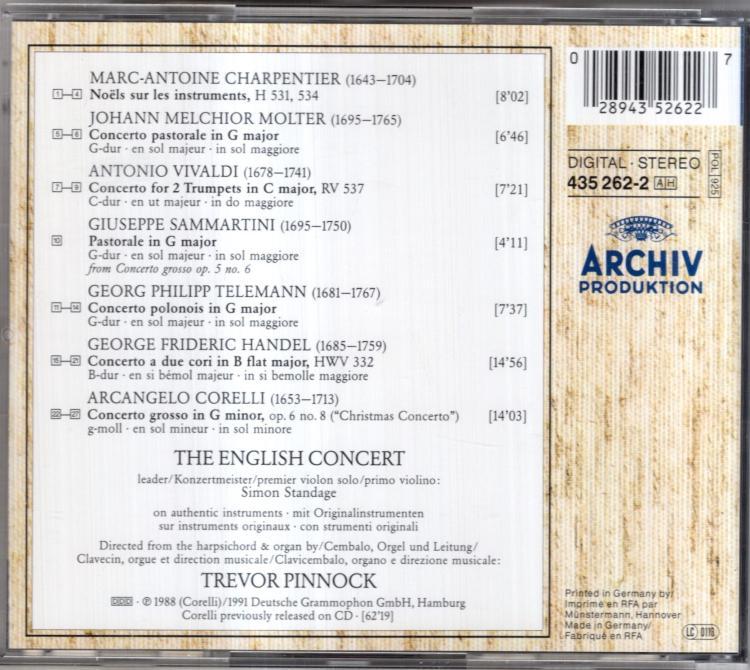 MARC-ANTOINE CHARPENTIER (1643–1704)
1–4 Noëls sur les instruments, H 531, 534 [8'02]
JOHANN MELCHIOR MOLTER (1695–1765)
5–6 Concerto pastorale in G major [6'46]
G-dur · en sol majeur · in sol maggiore
ANTONIO VIVALDI (1678–1741)
7–9 Concerto for 2 Trumpets in C major, RV 537 [7'21]
C-dur · en ut majeur · in do maggiore
GIUSEPPE SAMMARTINI (1695–1750)
10 Pastorale in G major [4'11]
G-dur · en sol majeur · in sol maggiore
from Concerto grosso op. 5 no. 6
GEORG PHILIPP TELEMANN (1681–1767)
11–14 Concerto polonois in G major [7'37]
G-dur · en sol majeur · in sol maggiore
GEORGE FRIDERIC HANDEL (1685–1759)
15–21 Concerto a due cori in B flat major, HWV 332 [14'56]
B-dur · en si bémol majeur · in si bemolle maggiore
ARCANGELO CORELLI (1653–1713)
22–27 Concerto grosso in G minor, op. 6 no. 8 ("Christmas Concerto") [14'03]
g-moll · en sol mineur · in sol minore
THE ENGLISH CONCERT
leader/Konzertmeister/premier violon solo/primo violino:
Simon Standage
on authentic instruments · mit Originalinstrumenten
sur instruments originaux · con strumenti originali
Directed from the harpsichord & organ by/Cembalo, Orgel und Leitung/
Clavecin, orgue et direction musicale/Clavicembalo, organo e direzione musicale:
TREVOR PINNOCK
DDD · ℗ 1988 (Corelli)/1991 Deutsche Grammophon GmbH, Hamburg
Corelli previously released on CD · [62'19]
0 28943 52622 7
DIGITAL · STEREO
435 262-2 AH
POL 925
ARCHIV
PRODUKTION
Printed in Germany by/
Imprimé en RFA par
Münstermann, Hannover
Made in Germany/
Fabriqué en RFA
LC 0113